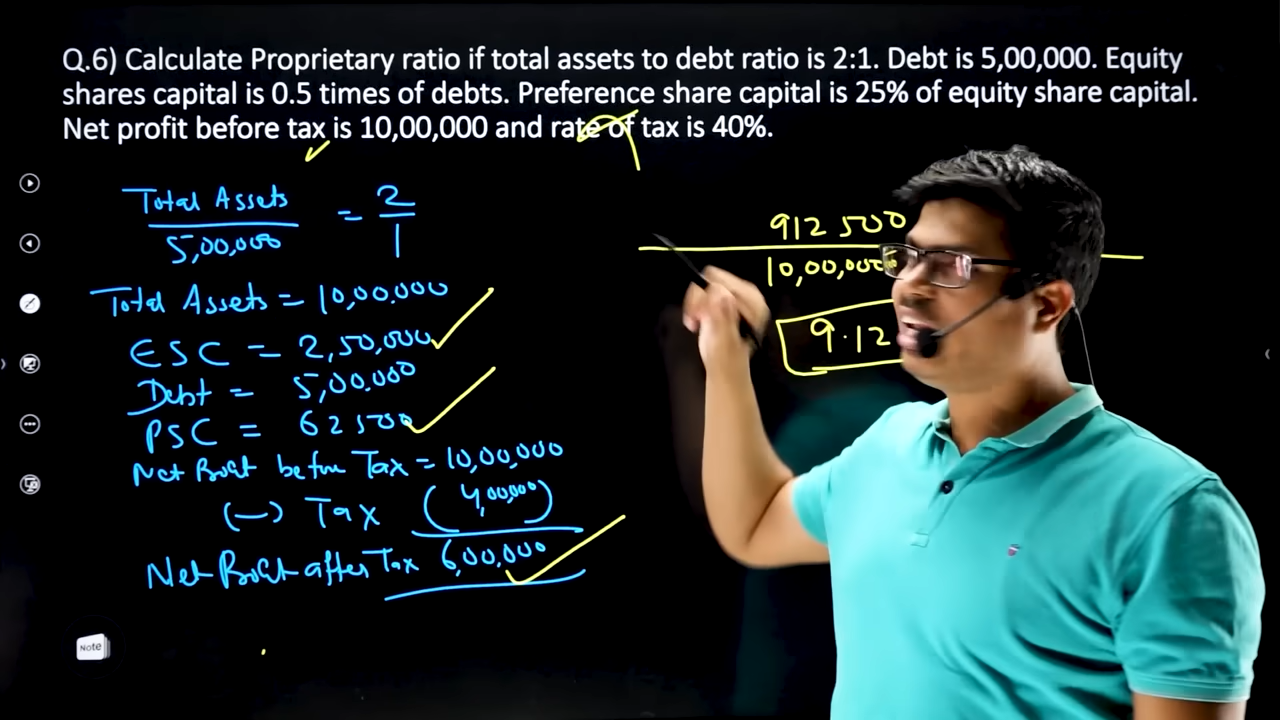 Q.6) Calculate Proprietary ratio if total assets to debt ratio is 2:1. Debt is 5,00,000. Equity
shares capital is 0.5 times of debts. Preference share capital is 25% of equity share capital.
Net profit before tax is 10,00,000 and rate of tax is 40%.
Total Assets
5,00,000
= 2
1
Total Assets = 10,00,000
ESC = 2,50,000
Debt = 5,00,000
PSC = 62500
Net Profit before Tax = 10,00,000
(-) Tax (4,00,000)
Net Profit after Tax 6,00,000
912500
10,00,000
9.12
Note